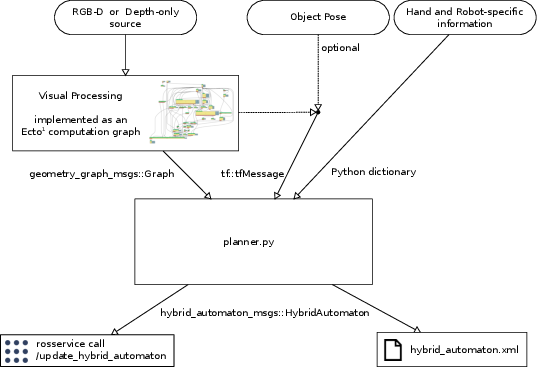 RGB-D or Depth-only
source
Object Pose
Hand and Robot-specific
information
optional
Visual Processing
implemented as an
Ecto¹ computation graph
geometry_graph_msgs::Graph
tf::tfMessage
Python dictionary
planner.py
hybrid_automaton_msgs::HybridAutomaton
rosservice call
/update_hybrid_automaton
hybrid_automaton.xml